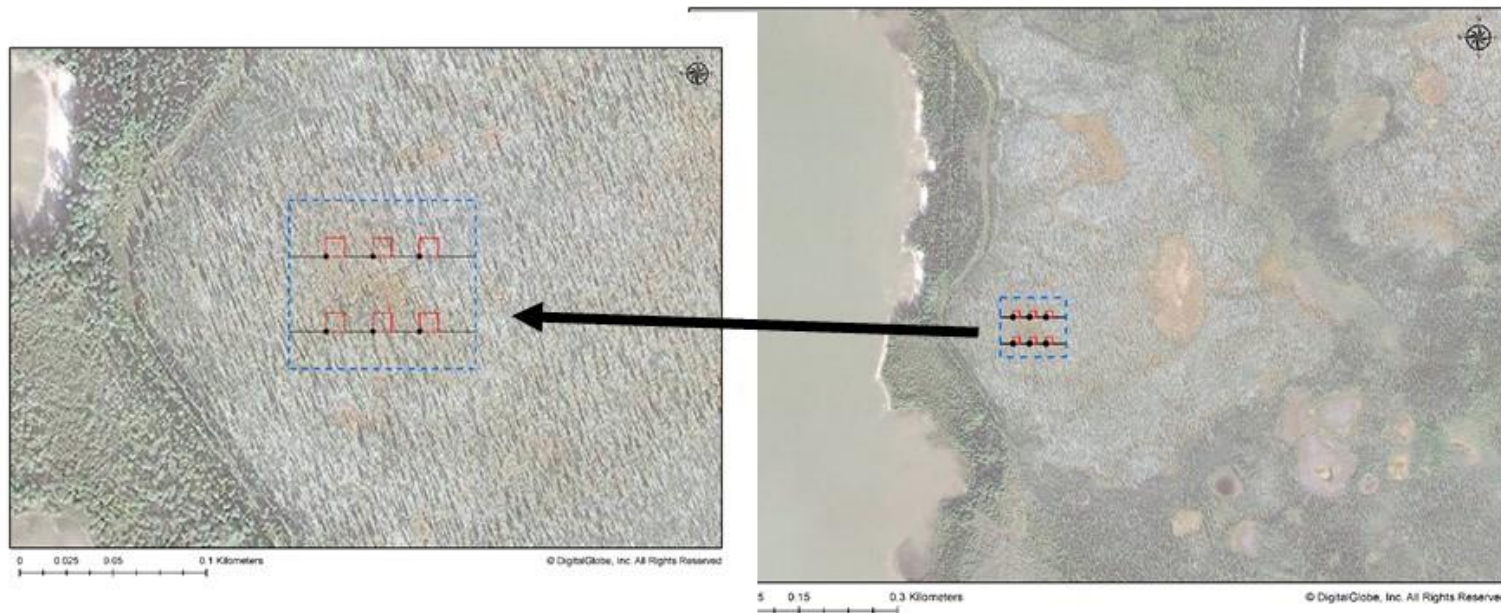 0 0.025 0.05 0.1 Kilometers
© DigitalGlobe, Inc. All Rights Reserved
5 0.15 0.3 Kilometers
© DigitalGlobe, Inc. All Rights Reserve